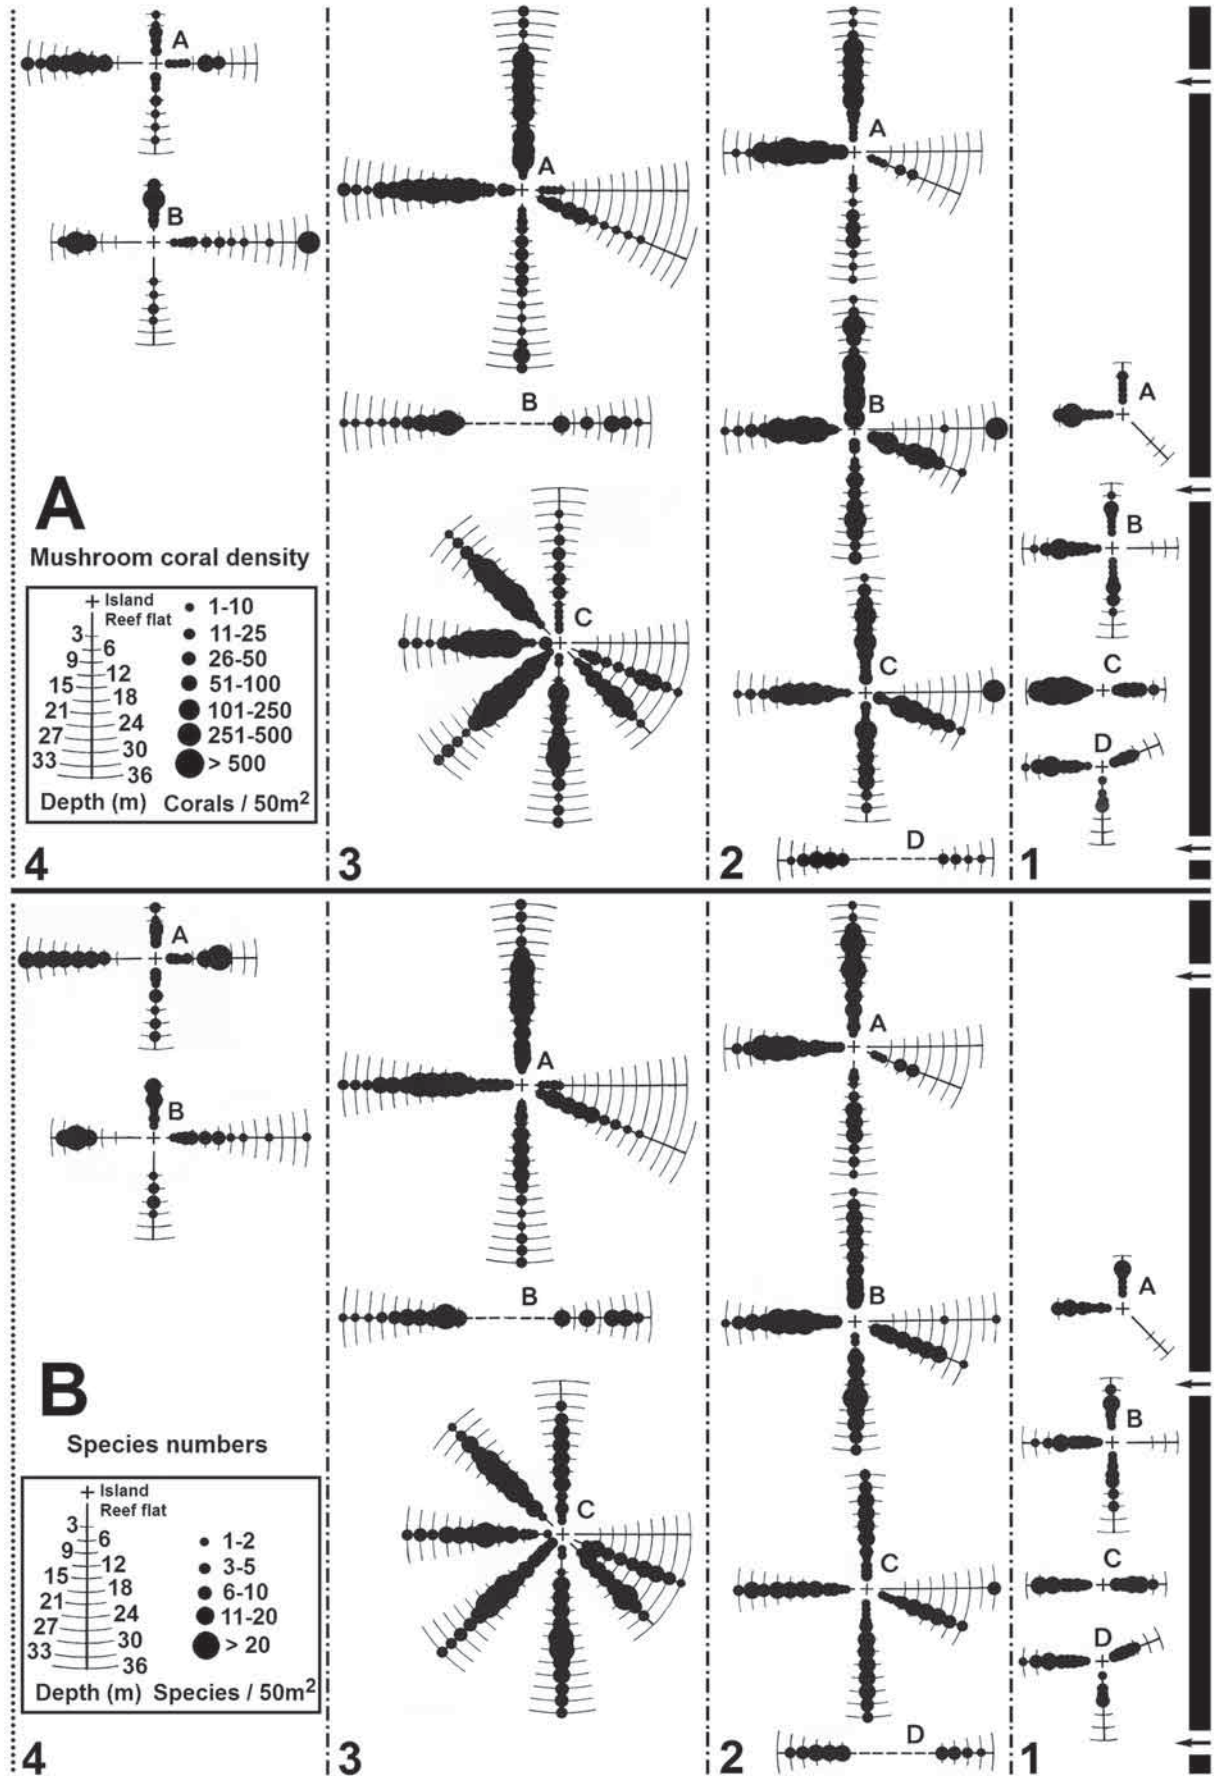 A
A
A
B
A
B
B
A
B
A
Mushroom coral density
C
C
C
Island
Reef flat
3
6
9
12
15
18
21
24
27
30
33
36
Depth (m)
1-10
11-25
26-50
51-100
101-250
251-500
> 500
Corals / 50m²
D
D
4
3
2
1
A
A
A
B
A
B
B
B
B
Species numbers
C
C
C
Island
Reef flat
3
6
9
12
15
18
21
24
27
30
33
36
Depth (m)
1-2
3-5
6-10
11-20
> 20
Species / 50m²
D
D
4
3
2
1